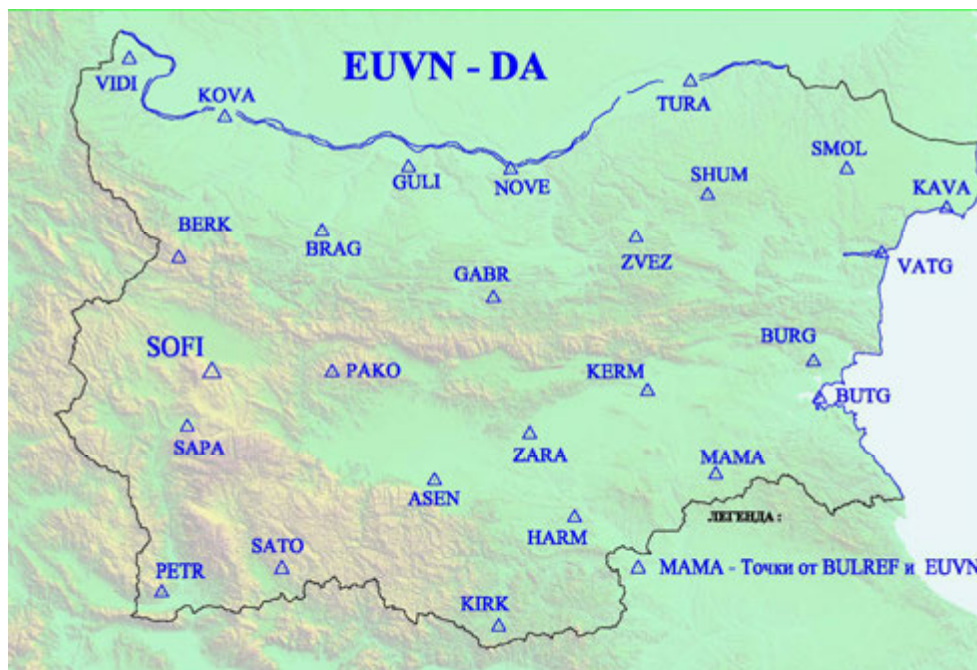 EUVN - DA
VIDI
KOVA
TURA
GULI
NOVE
SHUM
SMOL
KAVA
BERK
BRAG
GABR
ZVEZ
VATG
SOFI
PAKO
KERM
BURG
BUTG
SAPA
ZARA
MAMA
ASEN
HARM
ЛЕГЕНДА :
SATO
PETR
KIRK
MAMA - Точки от BULREF и EUVN